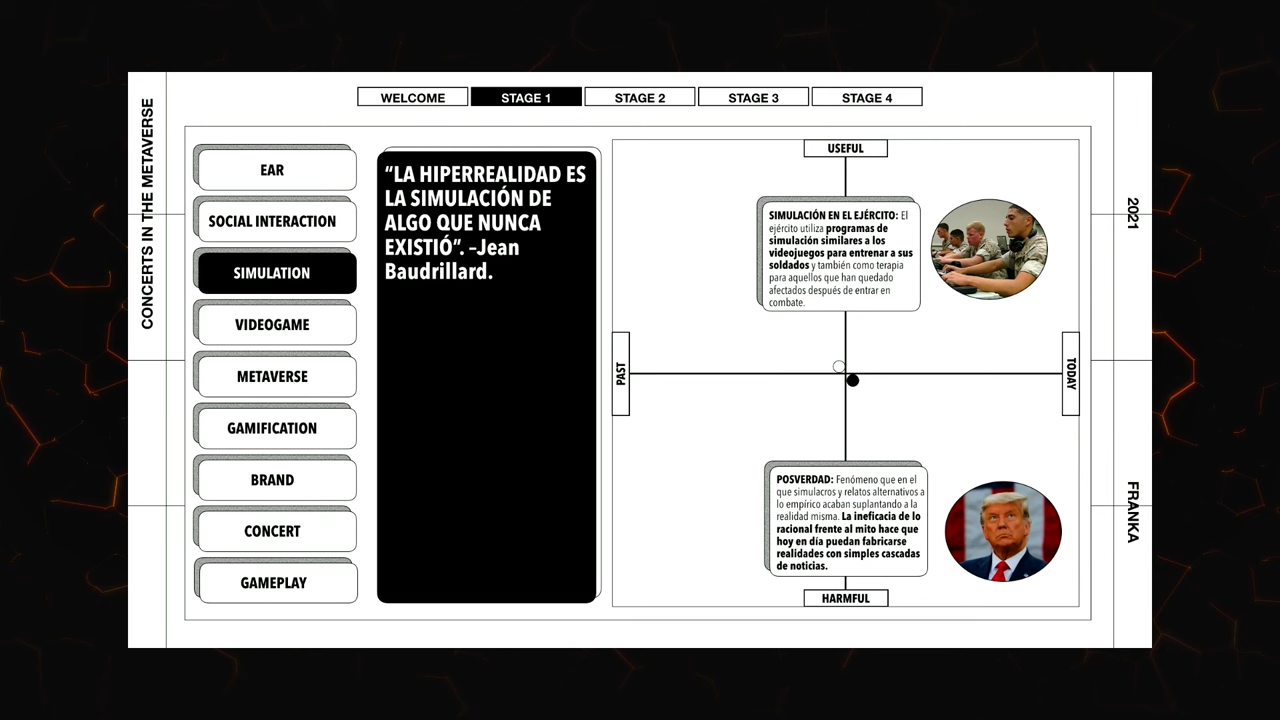 WELCOME
STAGE 1
STAGE 2
STAGE 3
STAGE 4
CONCERTS IN THE METAVERSE
EAR
SOCIAL INTERACTION
SIMULATION
VIDEOGAME
METAVERSE
GAMIFICATION
BRAND
CONCERT
GAMEPLAY
“LA HIPERREALIDAD ES
LA SIMULACIÓN DE
ALGO QUE NUNCA
EXISTIÓ”. –Jean
Baudrillard.
USEFUL
SIMULACIÓN EN EL EJÉRCITO: El
ejército utiliza programas de
simulación similares a los
videojuegos para entrenar a sus
soldados y también como terapia
para aquellos que han quedado
afectados después de entrar en
combate.
PAST
TODAY
POSVERDAD: Fenómeno que en el
que simulacros y relatos alternativos a
lo empírico acaban suplantando a la
realidad misma. La ineficacia de lo
racional frente al mito hace que
hoy en día puedan fabricarse
realidades con simples cascadas
de noticias.
HARMFUL
2021
FRANKA